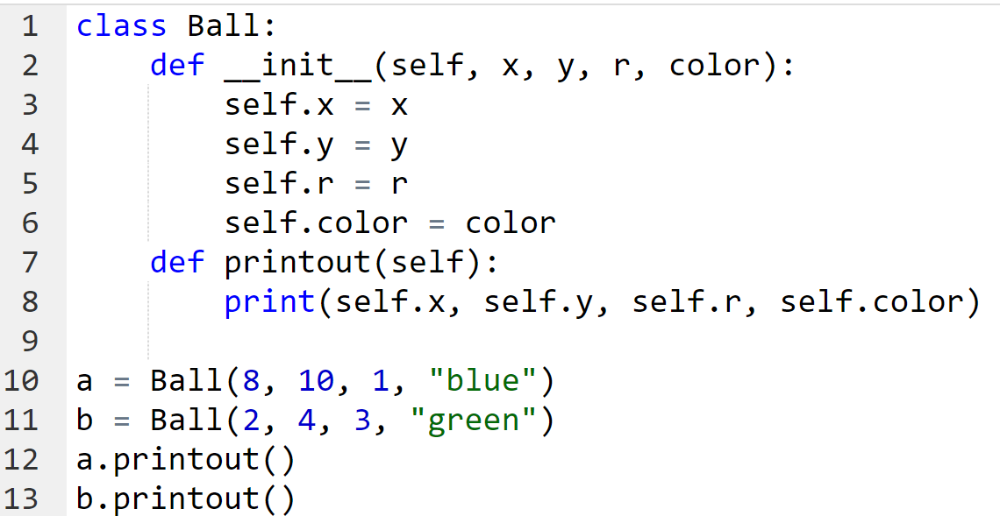 1 class Ball:
2     def __init__(self, x, y, r, color):
3         self.x = x
4         self.y = y
5         self.r = r
6         self.color = color
7     def printout(self):
8         print(self.x, self.y, self.r, self.color)
9
10 a = Ball(8, 10, 1, "blue")
11 b = Ball(2, 4, 3, "green")
12 a.printout()
13 b.printout()